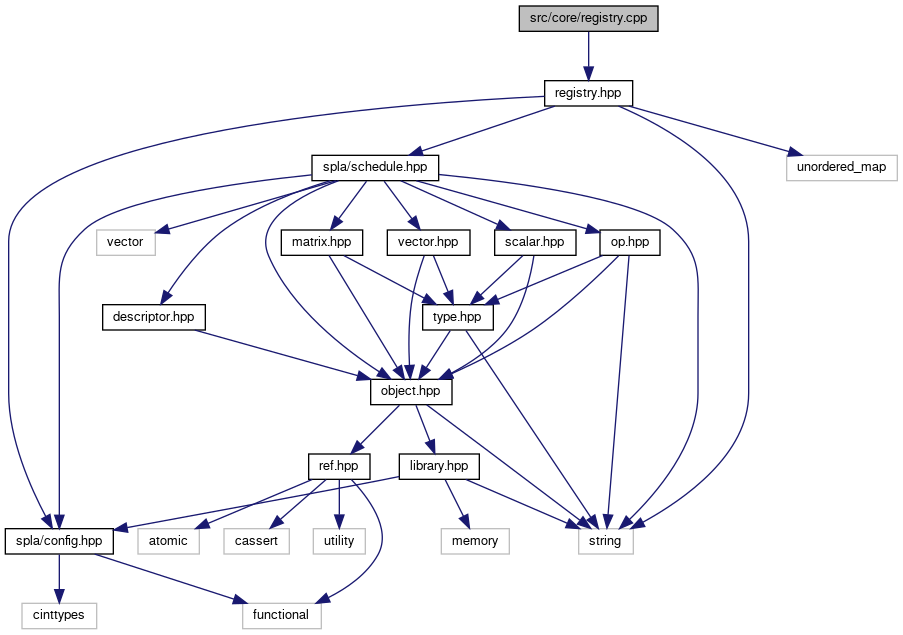 src/core/registry.cpp
registry.hpp
spla/schedule.hpp
unordered_map
vector
matrix.hpp
vector.hpp
scalar.hpp
op.hpp
descriptor.hpp
type.hpp
object.hpp
ref.hpp
library.hpp
spla/config.hpp
atomic
cassert
utility
memory
string
cinttypes
functional